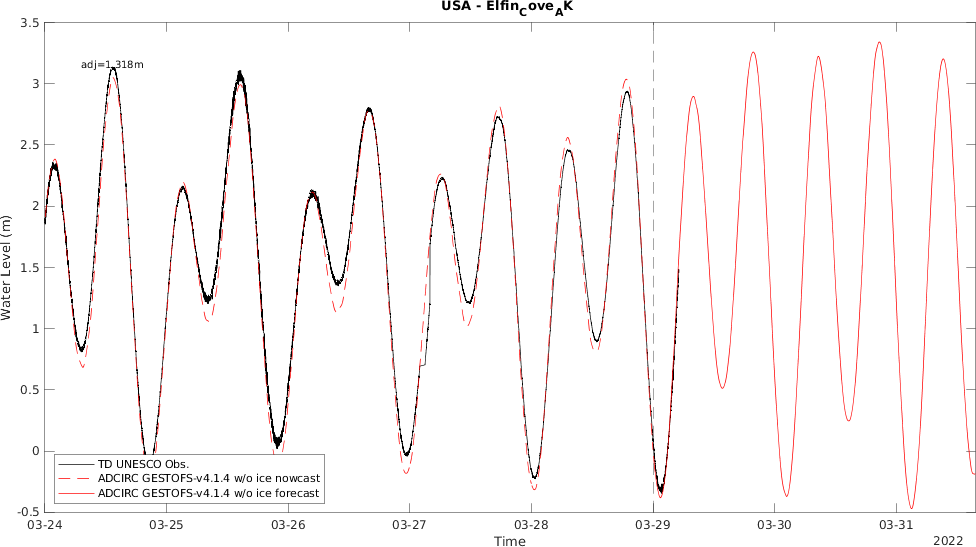 USA - ElfinCoveAK
3.5
adj=1.318m
3
2.5
2
1.5
1
0.5
0
-0.5
Water Level (m)
TD UNESCO Obs.
ADCIRC GESTOFS-v4.1.4 w/o ice nowcast
ADCIRC GESTOFS-v4.1.4 w/o ice forecast
03-24 03-25 03-26 03-27 03-28 03-29 03-30 03-31
Time
2022